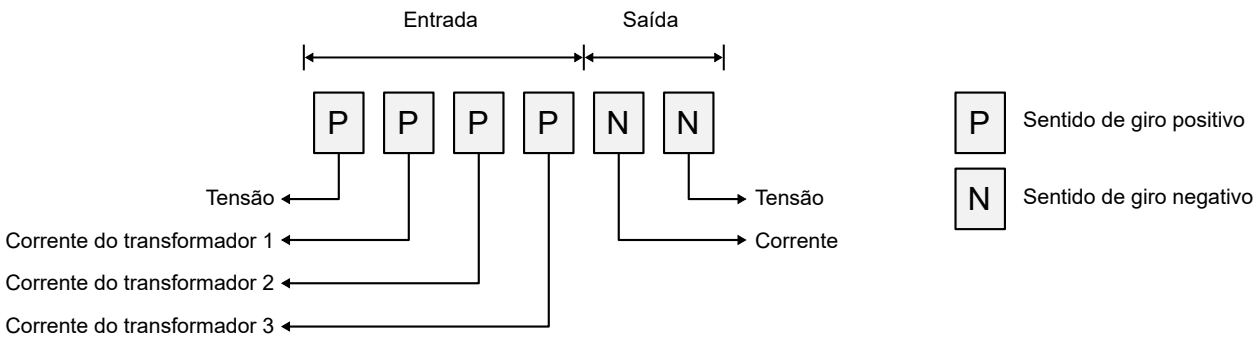 Entrada
Saída
P P P P N N
Tensão
Corrente do transformador 1
Corrente do transformador 2
Corrente do transformador 3
Tensão
Corrente
P Sentido de giro positivo
N Sentido de giro negativo